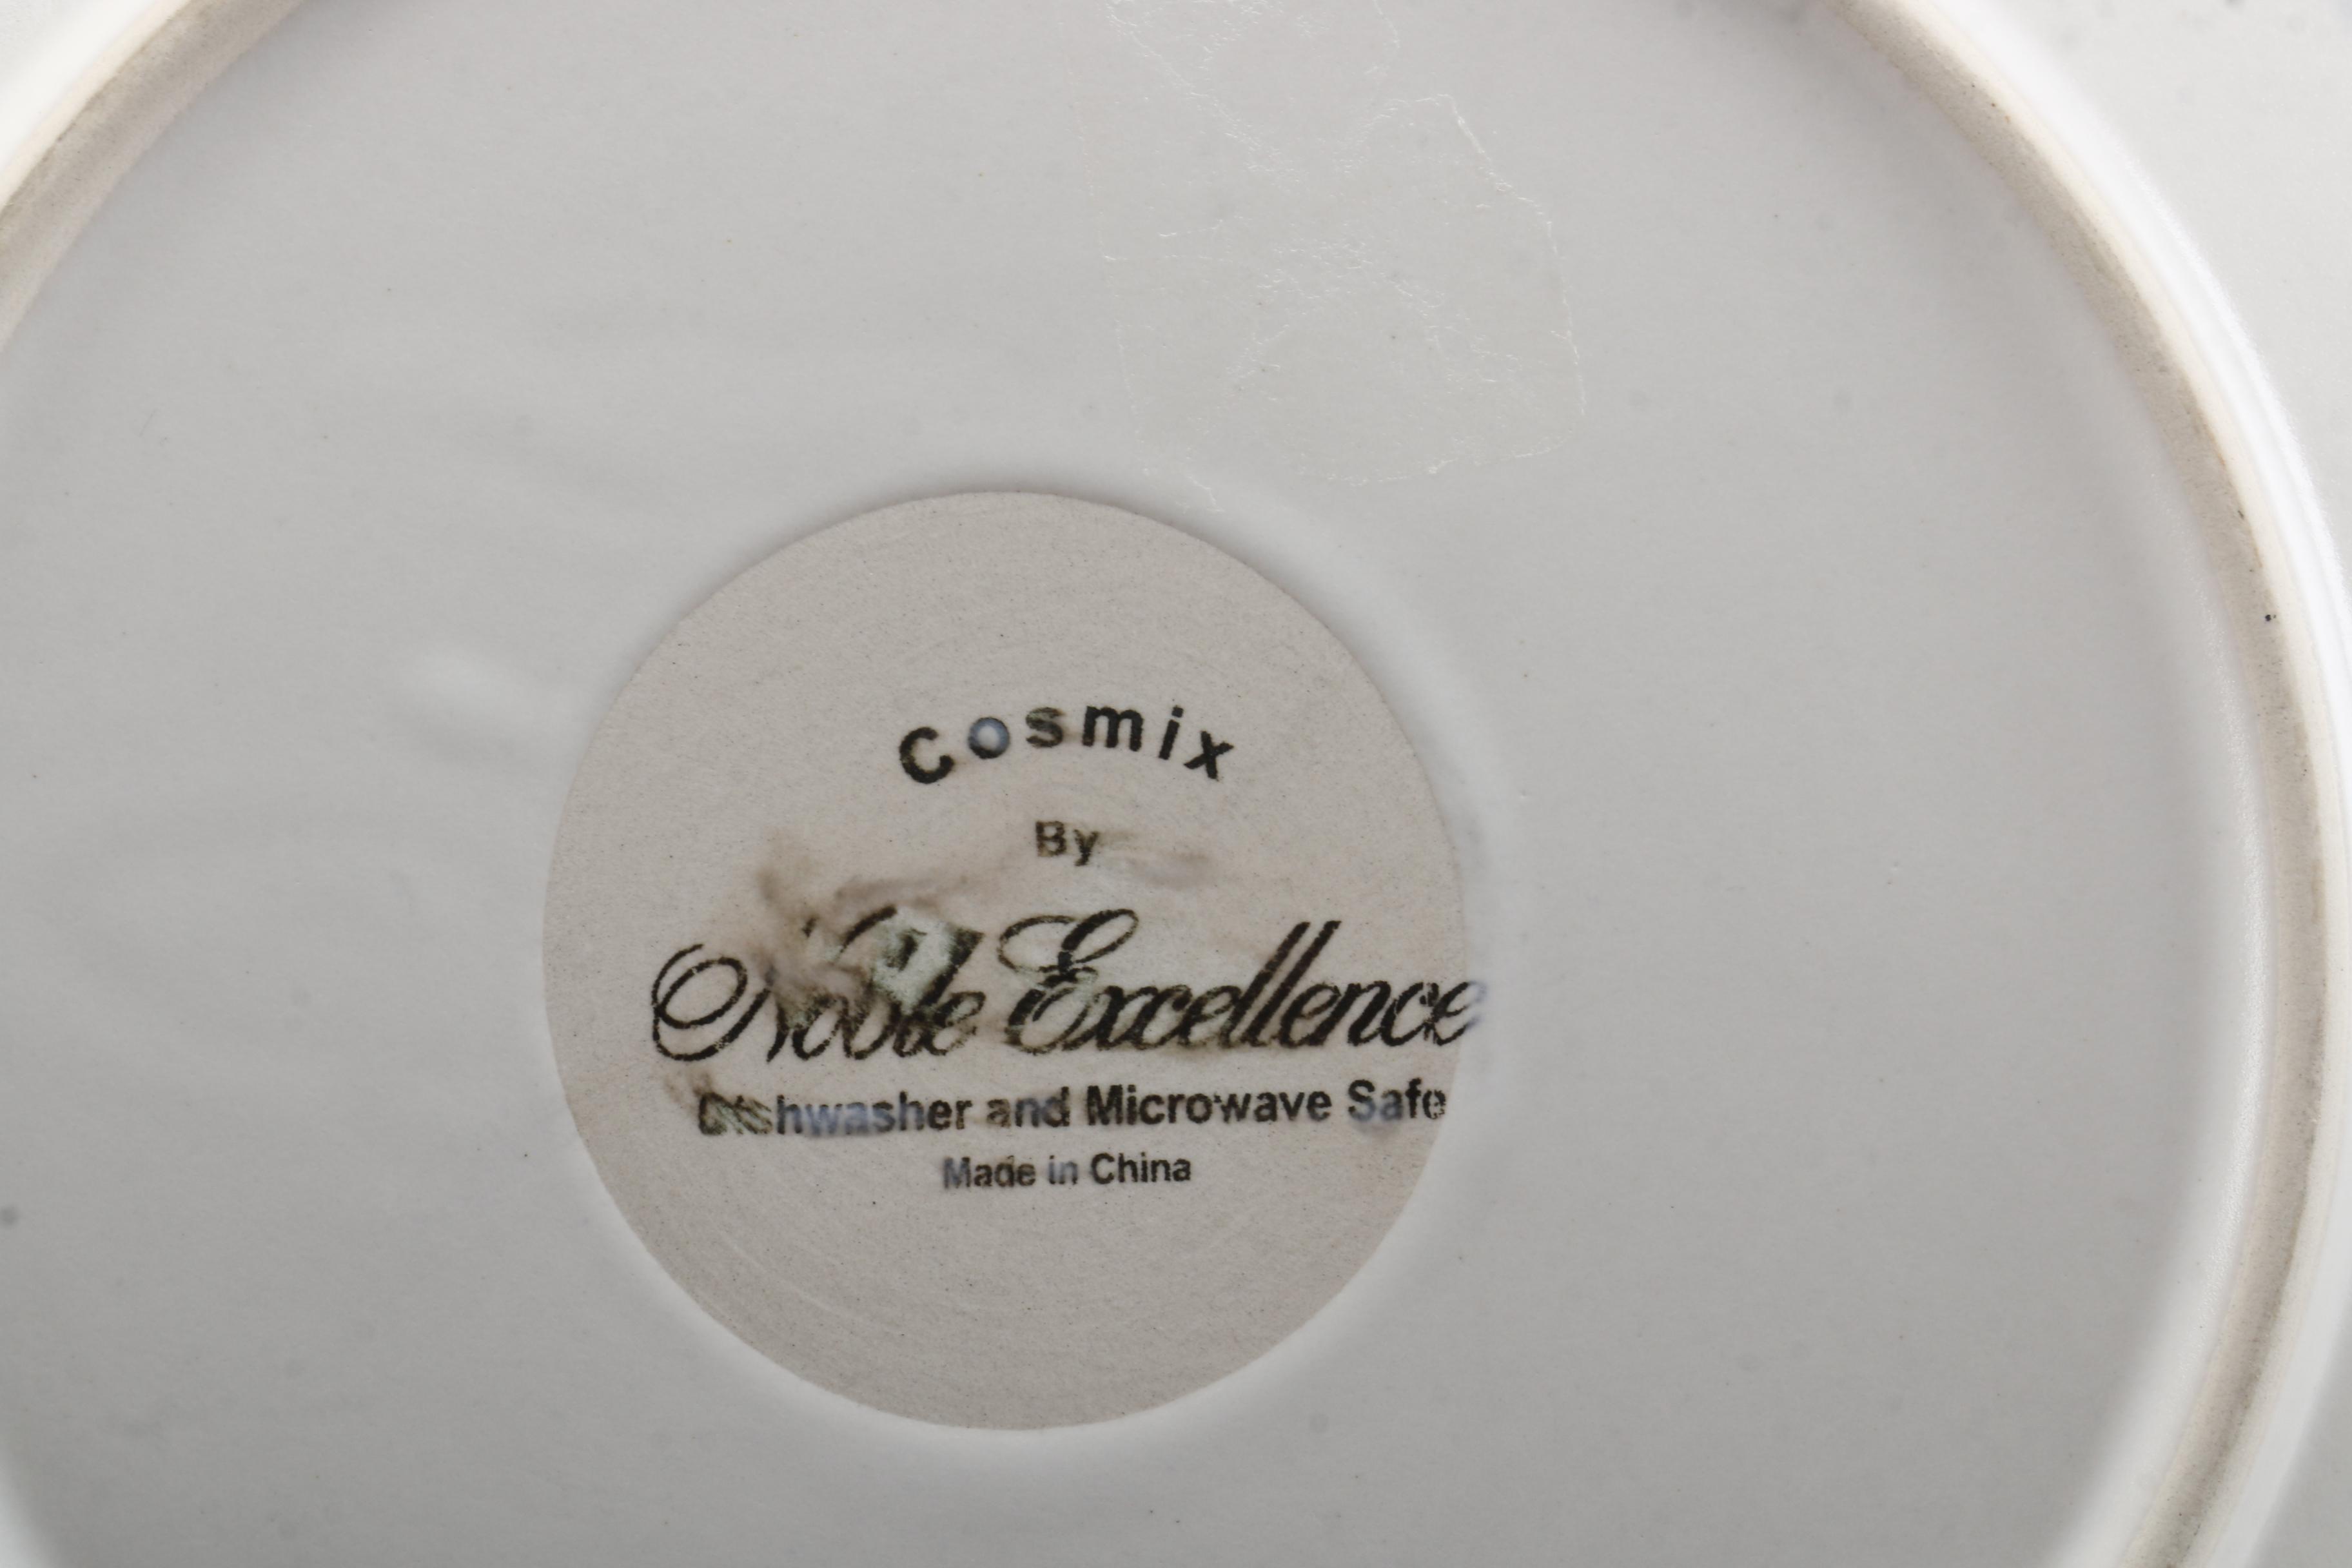 Cosmix
By
Noble Excellence
Dishwasher and Microwave Safe
Made in China